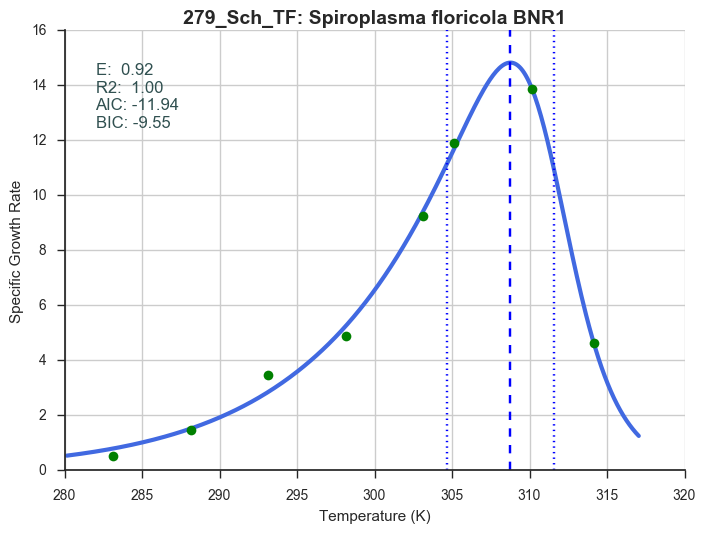 279_Sch_TF: Spiroplasma floricola BNR1
E:  0.92
R2:  1.00
AIC: -11.94
BIC: -9.55
Specific Growth Rate
16
14
12
10
8
6
4
2
0
280 285 290 295 300 305 310 315 320
Temperature (K)